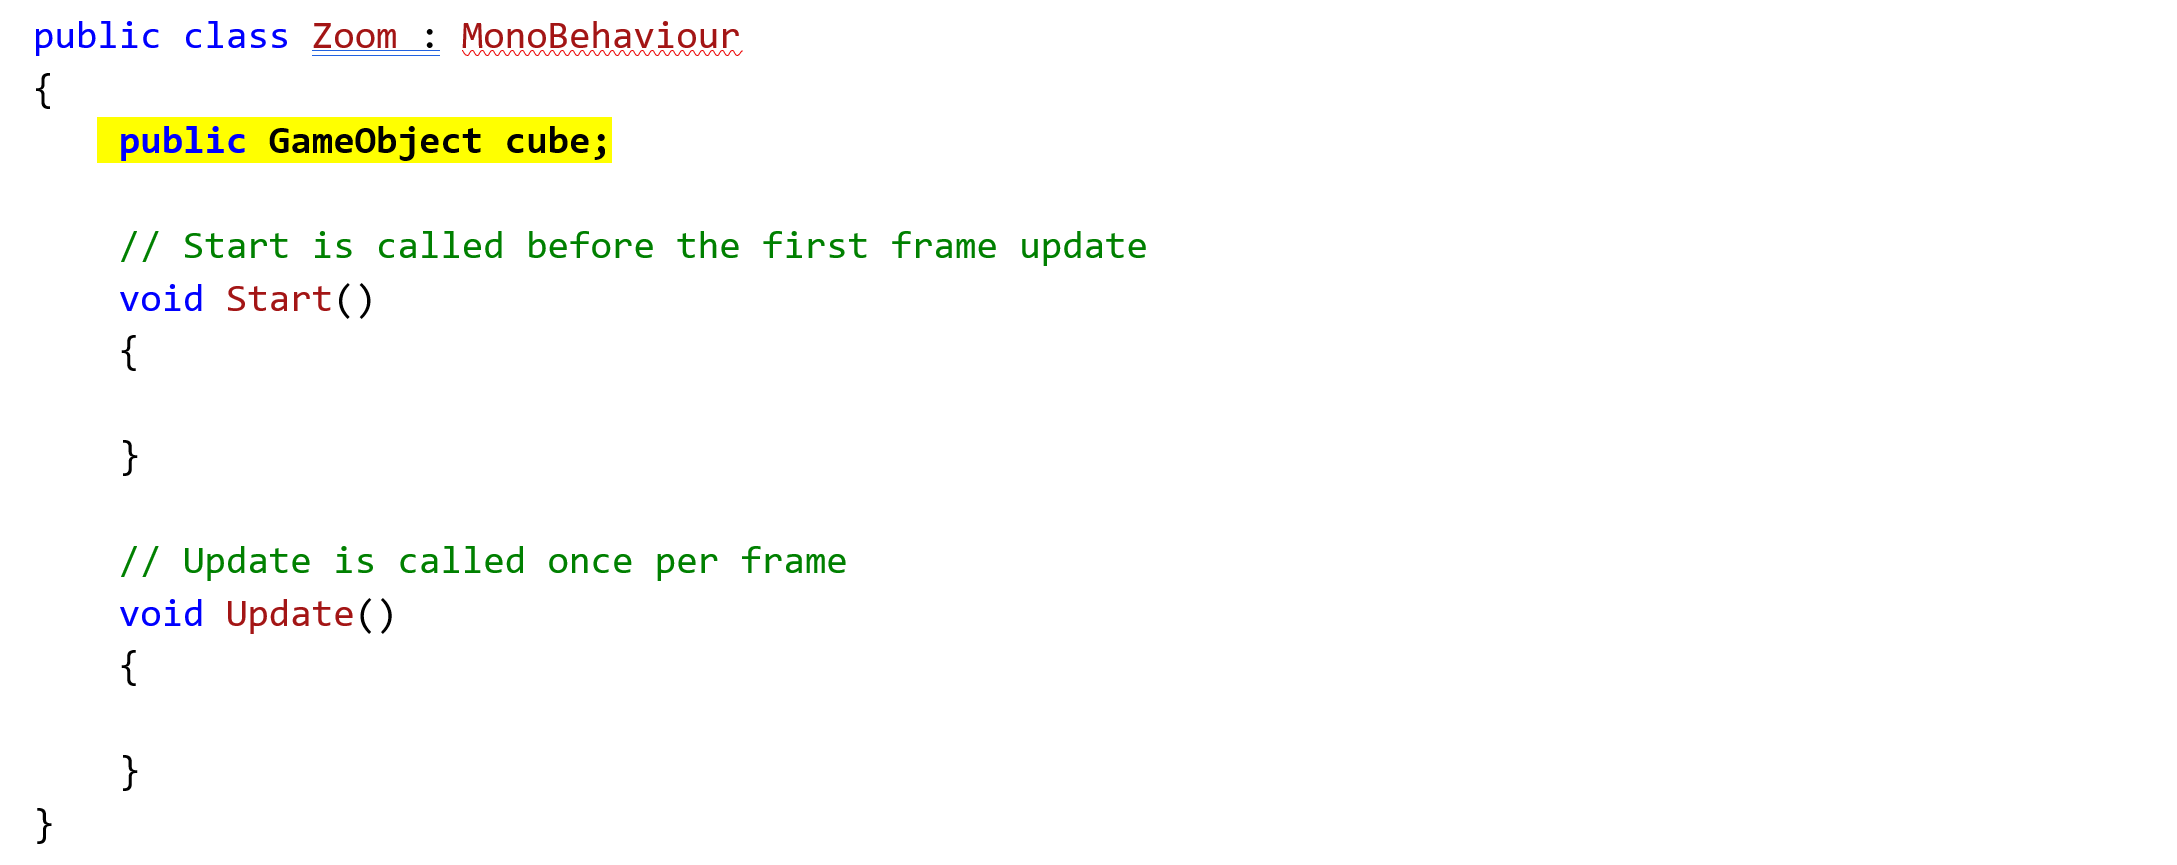 public class Zoom : MonoBehaviour
{
    public GameObject cube;

    // Start is called before the first frame update
    void Start()
    {

    }

    // Update is called once per frame
    void Update()
    {

    }
}